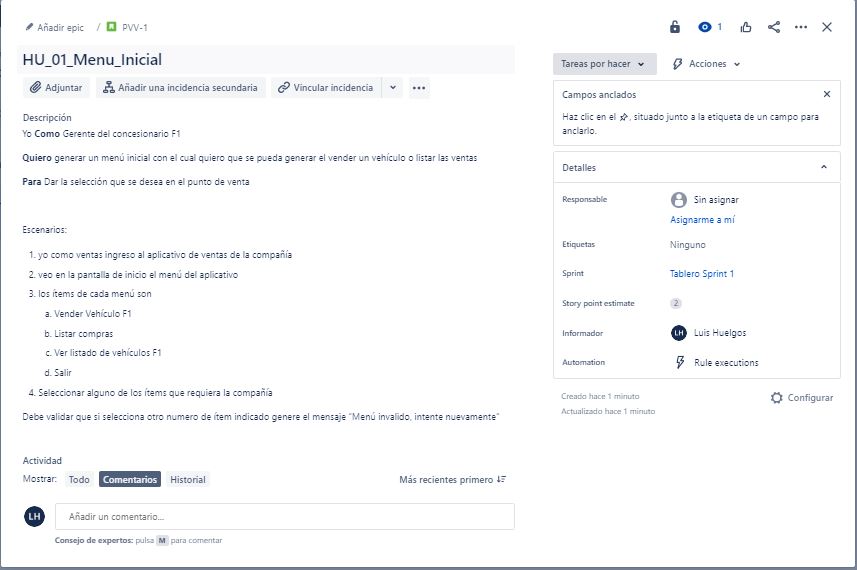 Añadir epic / PVV-1
1
HU_01_Menu_Inicial
Adjuntar
Añadir una incidencia secundaria
Vincular incidencia
Descripción
Yo Como Gerente del concesionario F1
Quiero generar un menú inicial con el cual quiero que se pueda generar el vender un vehículo o listar las ventas
Para Dar la selección que se desea en el punto de venta
Escenarios:
1. yo como ventas ingreso al aplicativo de ventas de la compañía
2. veo en la pantalla de inicio el menú del aplicativo
3. los ítems de cada menú son
a. Vender Vehículo F1
b. Listar compras
c. Ver listado de vehículos F1
d. Salir
4. Seleccionar alguno de los ítems que requiera la compañía
Debe validar que si selecciona otro numero de ítem indicado genere el mensaje "Menú invalido, intente nuevamente"
Actividad
Mostrar: Todo Comentarios Historial
Más recientes primero
LH
Añadir un comentario...
Consejo de expertos: pulsa M para comentar
Tareas por hacer
Acciones
Campos anclados
Haz clic en el , situado junto a la etiqueta de un campo para
anclarlo.
Detalles
Responsable Sin asignar
Asignarme a mí
Etiquetas Ninguno
Sprint Tablero Sprint 1
Story point estimate 2
Informador LH Luis Huelgos
Automation Rule executions
Creado hace 1 minuto
Actualizado hace 1 minuto
Configurar